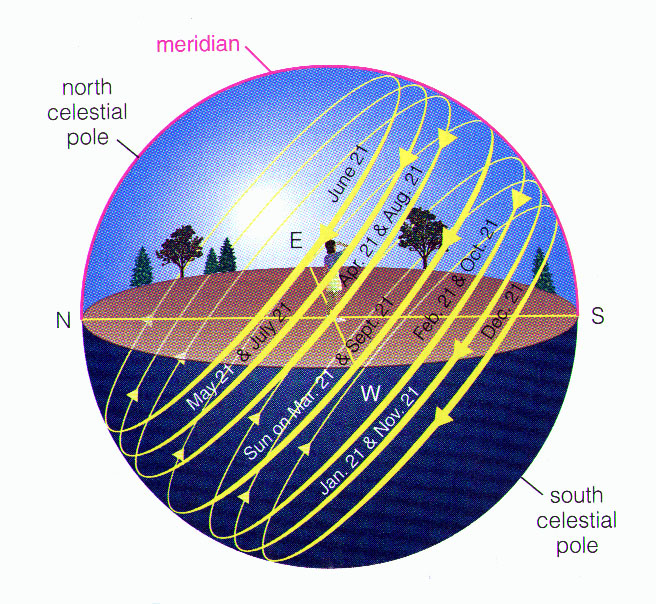 meridian
north
celestial
pole
June 21
Apr. 21 & Aug. 21
E
Feb. 21 & Oct. 21
N
S
May 21 & July 21
Sun on Mar. 21 & Sept. 21
Dec. 21
W
Jan. 21 & Nov. 21
south
celestial
pole